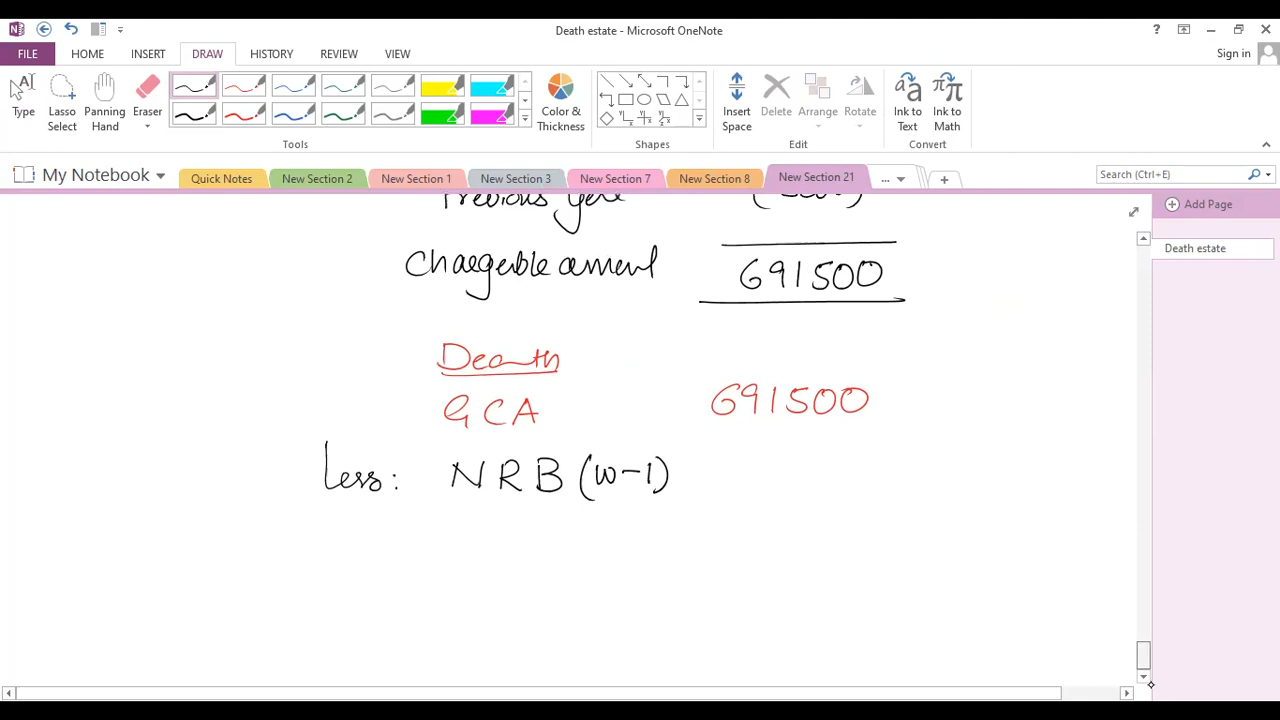 Death estate - Microsoft OneNote
?
Sign in
FILE HOME INSERT DRAW HISTORY REVIEW VIEW
Type
Lasso Select
Panning Hand
Eraser
Color & Thickness
Insert Space
Delete
Arrange
Rotate
Ink to Text
Ink to Math
Tools
Shapes
Edit
Convert
My Notebook
Quick Notes
New Section 2
New Section 1
New Section 3
New Section 7
New Section 8
New Section 21
...
Search (Ctrl+E)
Add Page
Death estate
Previous
Chargerble amount 691500
Death
GCA 691500
Less: NRB (W-1)